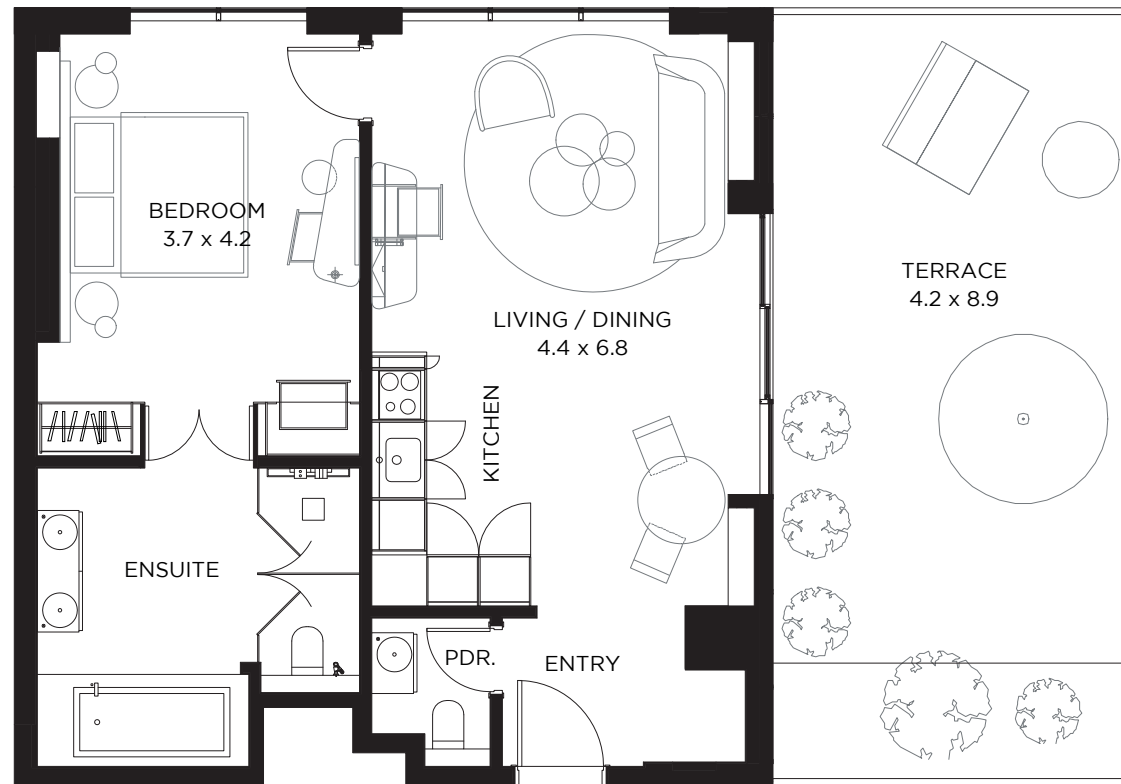 BEDROOM
3.7 x 4.2
LIVING / DINING
4.4 x 6.8
TERRACE
4.2 x 8.9
KITCHEN
ENSUITE
PDR.
ENTRY